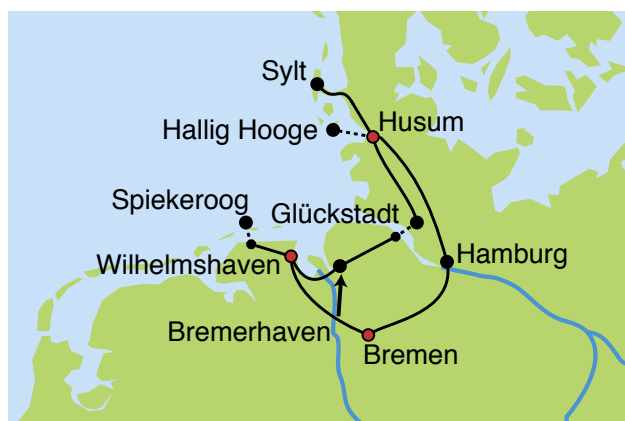 Sylt
Husum
Hallig Hooge
Spiekeroog
Glückstadt
Hamburg
Wilhelmshaven
Bremerhaven
Bremen